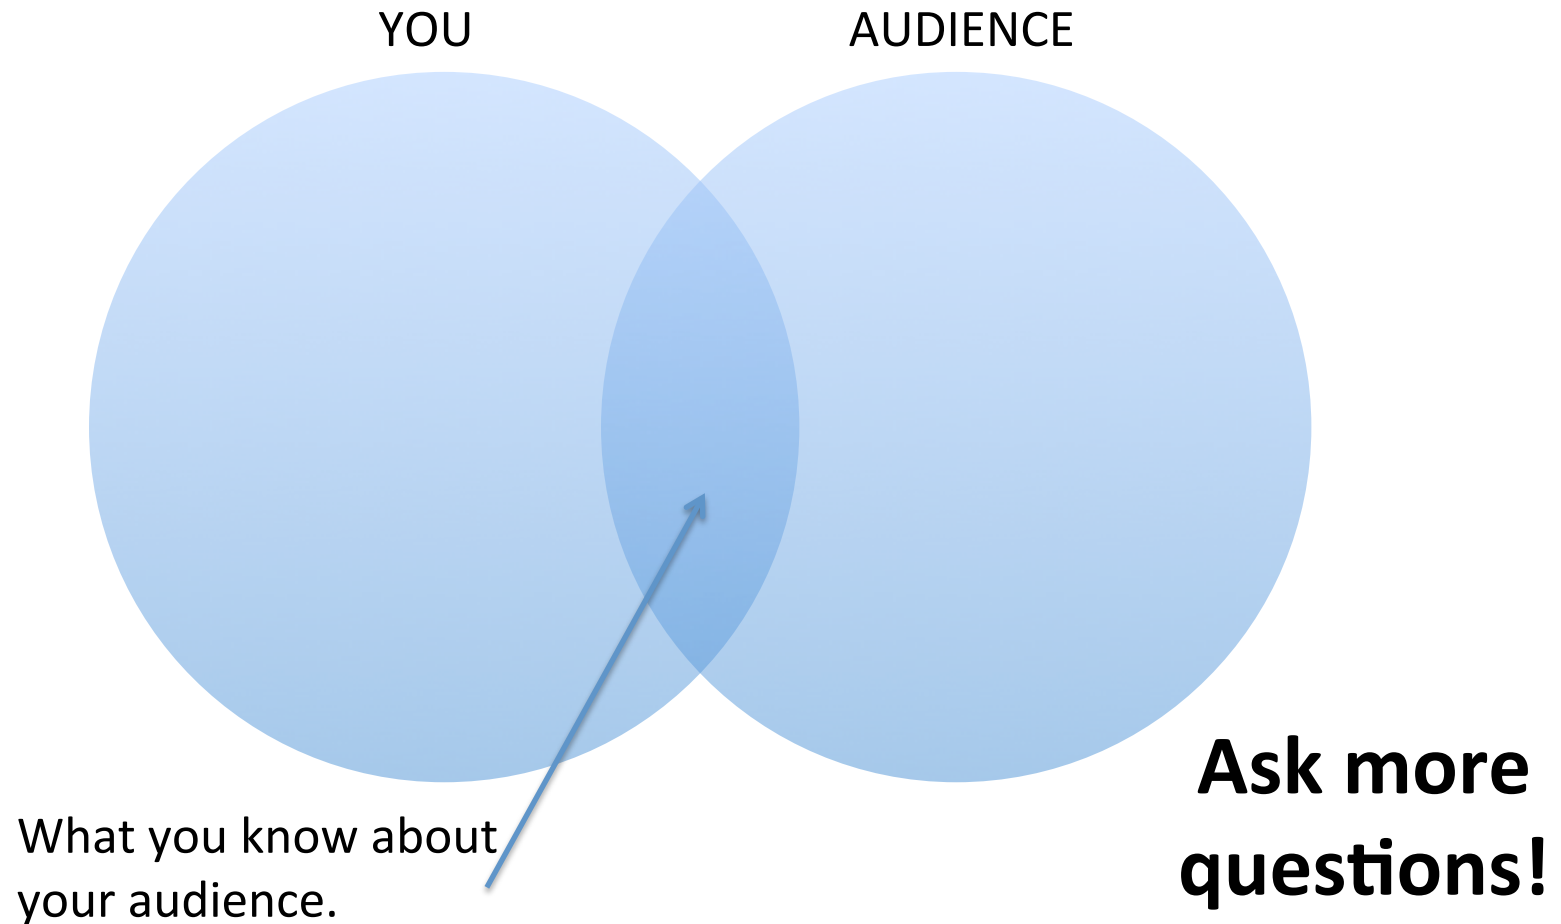 YOU
AUDIENCE
What you know about
your audience.
Ask more
questions!